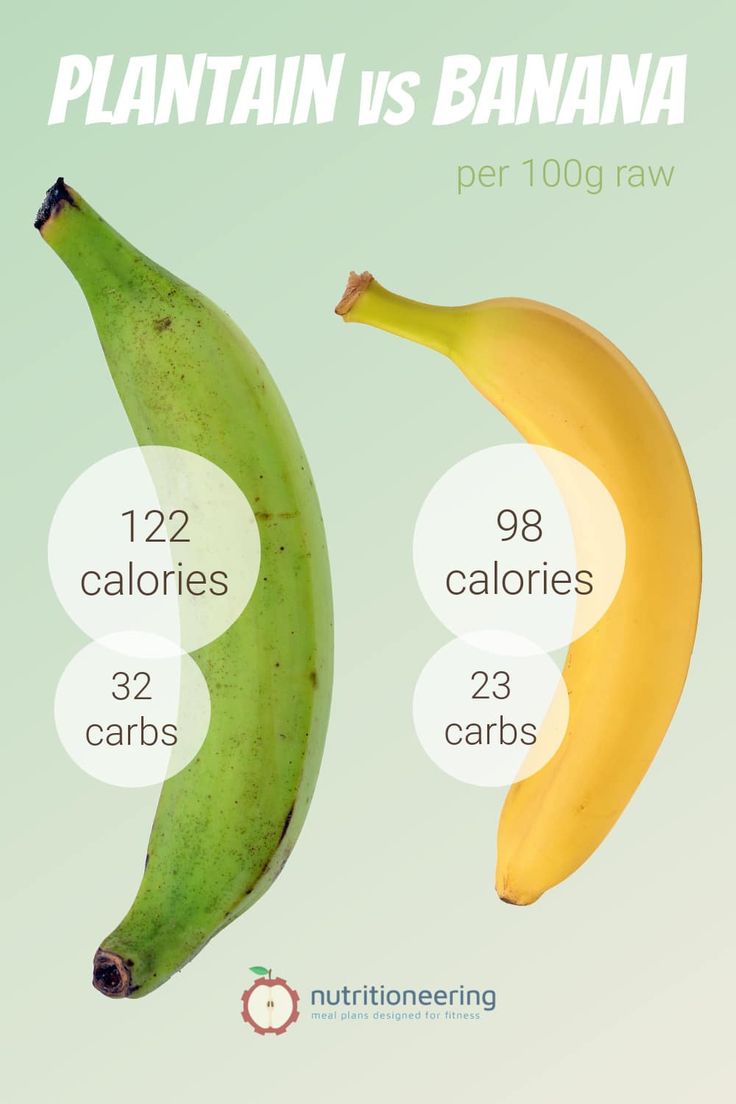 PLANTAIN vs BANANA
per 100g raw
122
calories
98
calories
32
carbs
23
carbs
nutritioneering
meal plans designed for fitness